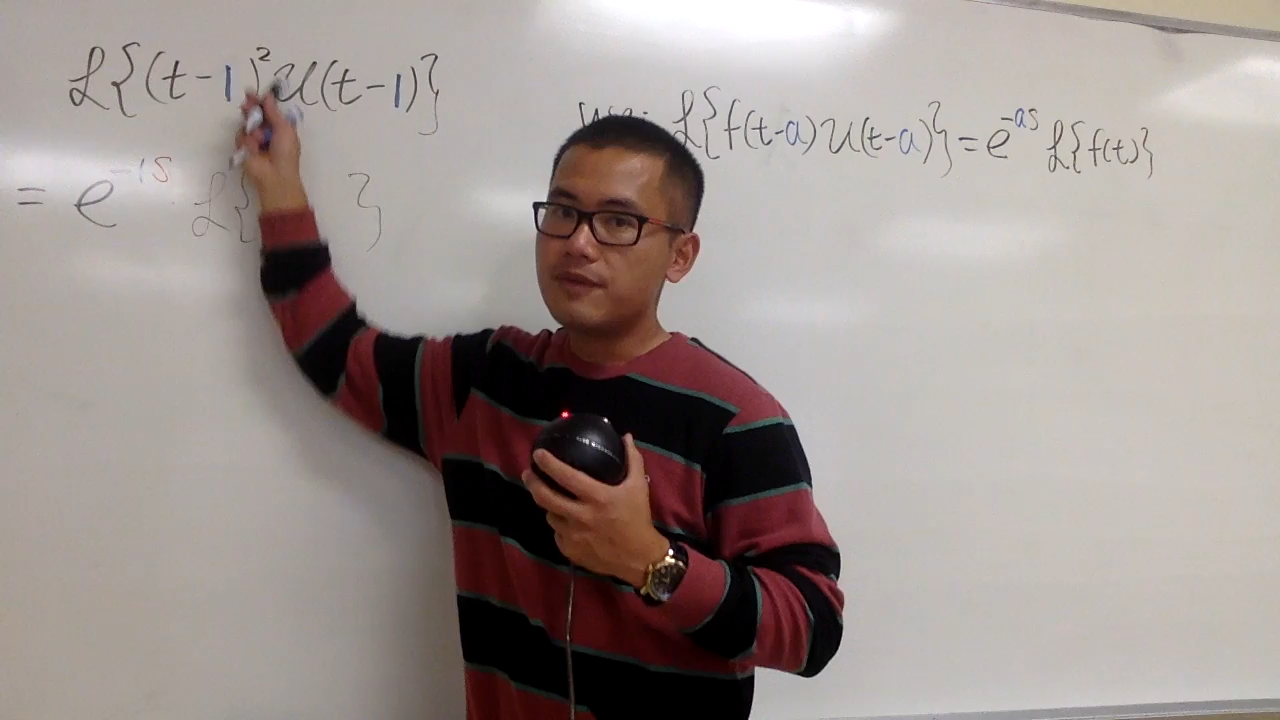 ℒ{(t-1)²𝒰(t-1)}
use: ℒ{f(t-a)𝒰(t-a)} = e^{-as} ℒ{f(t)}
= e^{-1s} · ℒ{ }